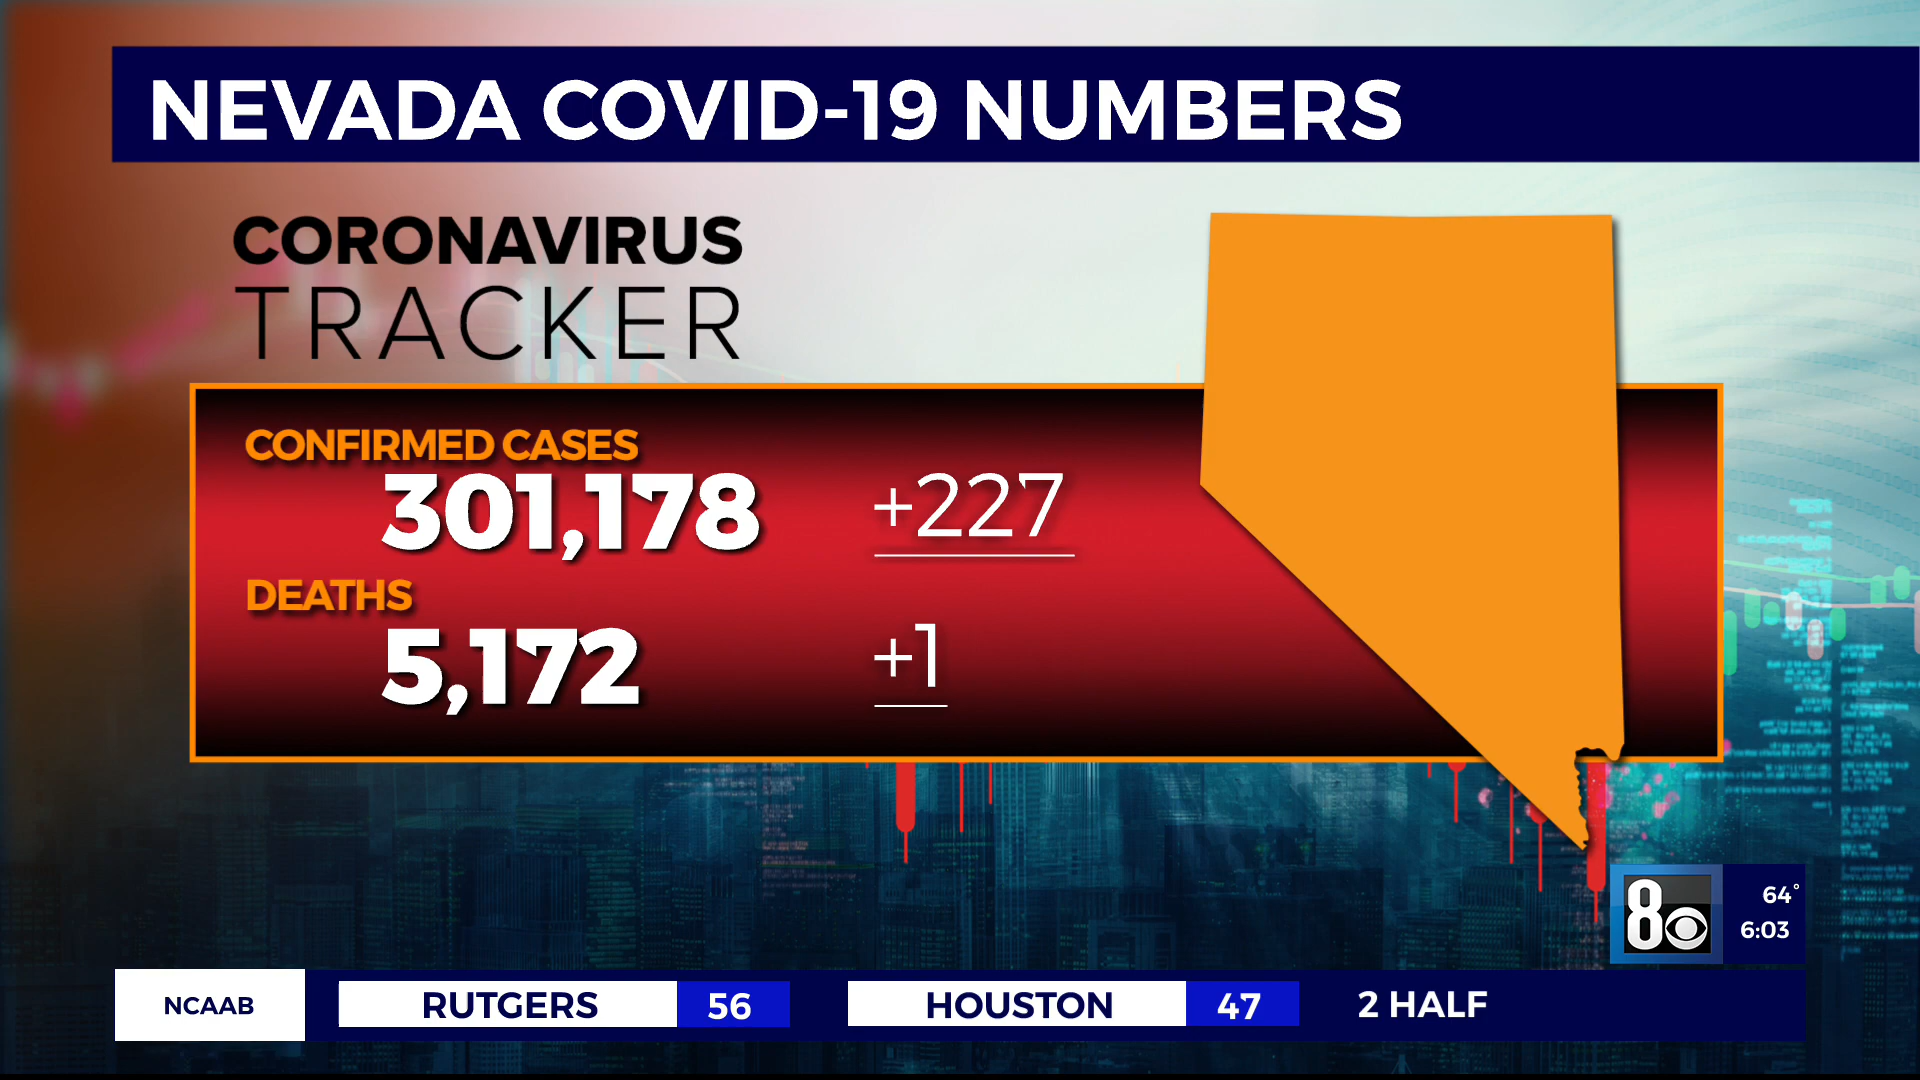 NEVADA COVID-19 NUMBERS
CORONAVIRUS
TRACKER
CONFIRMED CASES
301,178 +227
DEATHS
5,172 +1
8
64°
6:03
NCAAB RUTGERS 56 HOUSTON 47 2 HALF